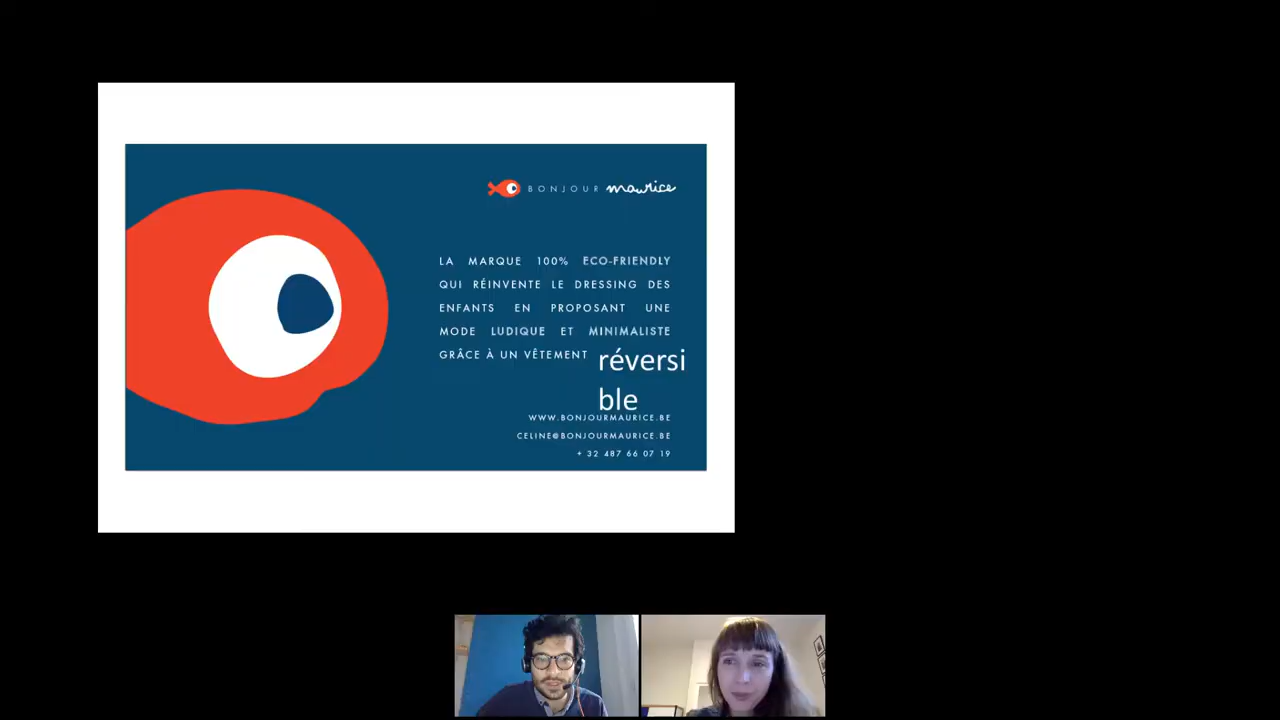 BONJOUR maurice
LA MARQUE 100% ECO-FRIENDLY
QUI RÉINVENTE LE DRESSING DES
ENFANTS EN PROPOSANT UNE
MODE LUDIQUE ET MINIMALISTE
GRÂCE À UN VÊTEMENT réversi
ble
WWW.BONJOURMAURICE.BE
CELINE@BONJOURMAURICE.BE
+ 32 487 66 07 19